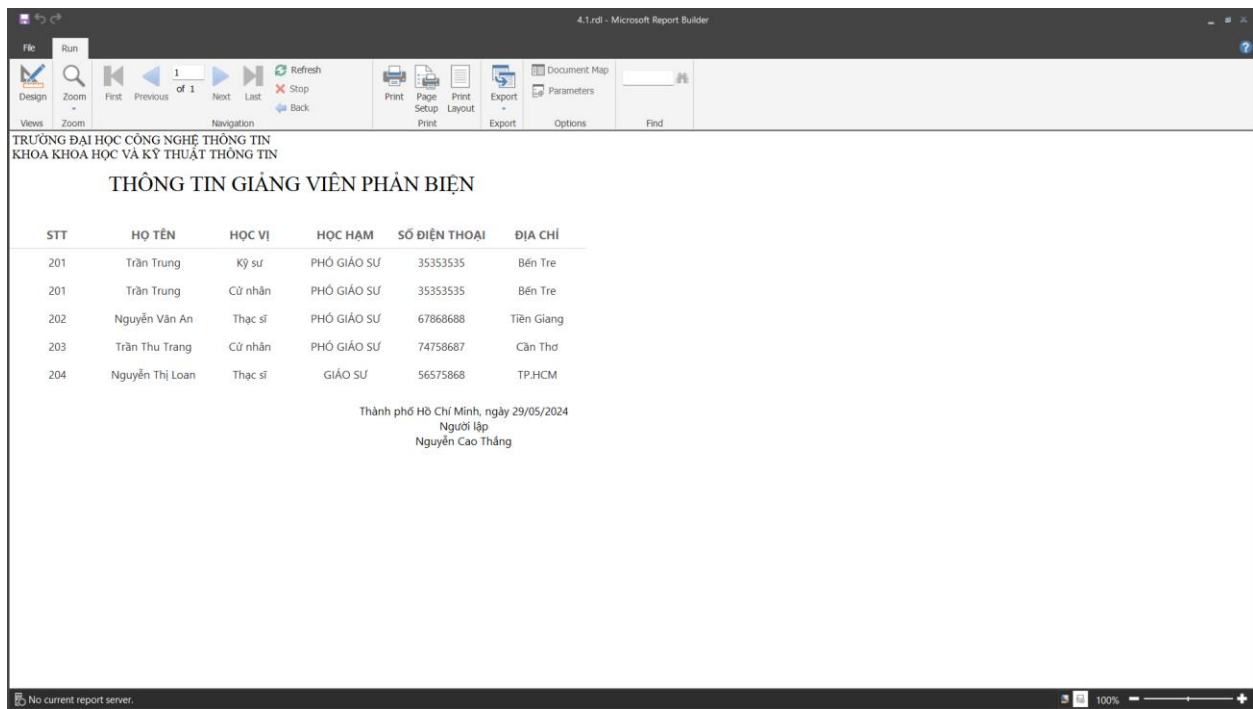 4.1.rdl - Microsoft Report Builder
File Run
Design Zoom First Previous 1 of 1 Next Last Refresh Stop Back Print Page Setup Print Layout Export Document Map Parameters
Views Zoom Navigation Print Export Options Find
TRƯỜNG ĐẠI HỌC CÔNG NGHỆ THÔNG TIN
KHOA KHOA HỌC VÀ KỸ THUẬT THÔNG TIN
THÔNG TIN GIẢNG VIÊN PHẢN BIỆN
STT HỌ TÊN HỌC VỊ HỌC HẠM SỐ ĐIỆN THOẠI ĐỊA CHỈ
201 Trần Trung Kỹ sư PHÓ GIÁO SƯ 35353535 Bến Tre
201 Trần Trung Cử nhân PHÓ GIÁO SƯ 35353535 Bến Tre
202 Nguyễn Văn An Thạc sĩ PHÓ GIÁO SƯ 67868688 Tiền Giang
203 Trần Thu Trang Cử nhân PHÓ GIÁO SƯ 74758687 Cần Thơ
204 Nguyễn Thị Loan Thạc sĩ GIÁO SƯ 56575868 TP.HCM
Thành phố Hồ Chí Minh, ngày 29/05/2024
Người lập
Nguyễn Cao Thắng
No current report server. 100%